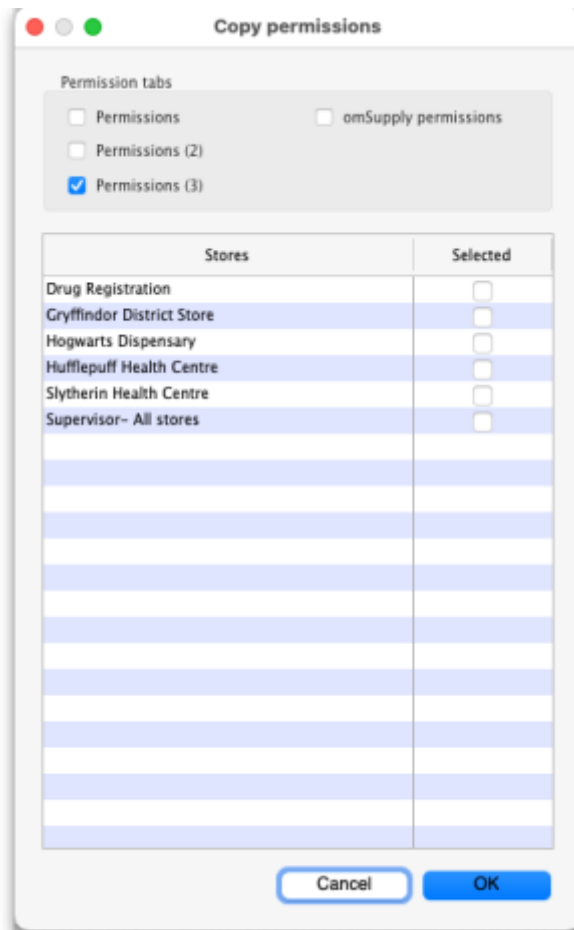 Copy permissions
Permission tabs
Permissions omSupply permissions
Permissions (2)
Permissions (3)
Stores Selected
Drug Registration
Gryffindor District Store
Hogwarts Dispensary
Hufflepuff Health Centre
Slytherin Health Centre
Supervisor- All stores
Cancel OK